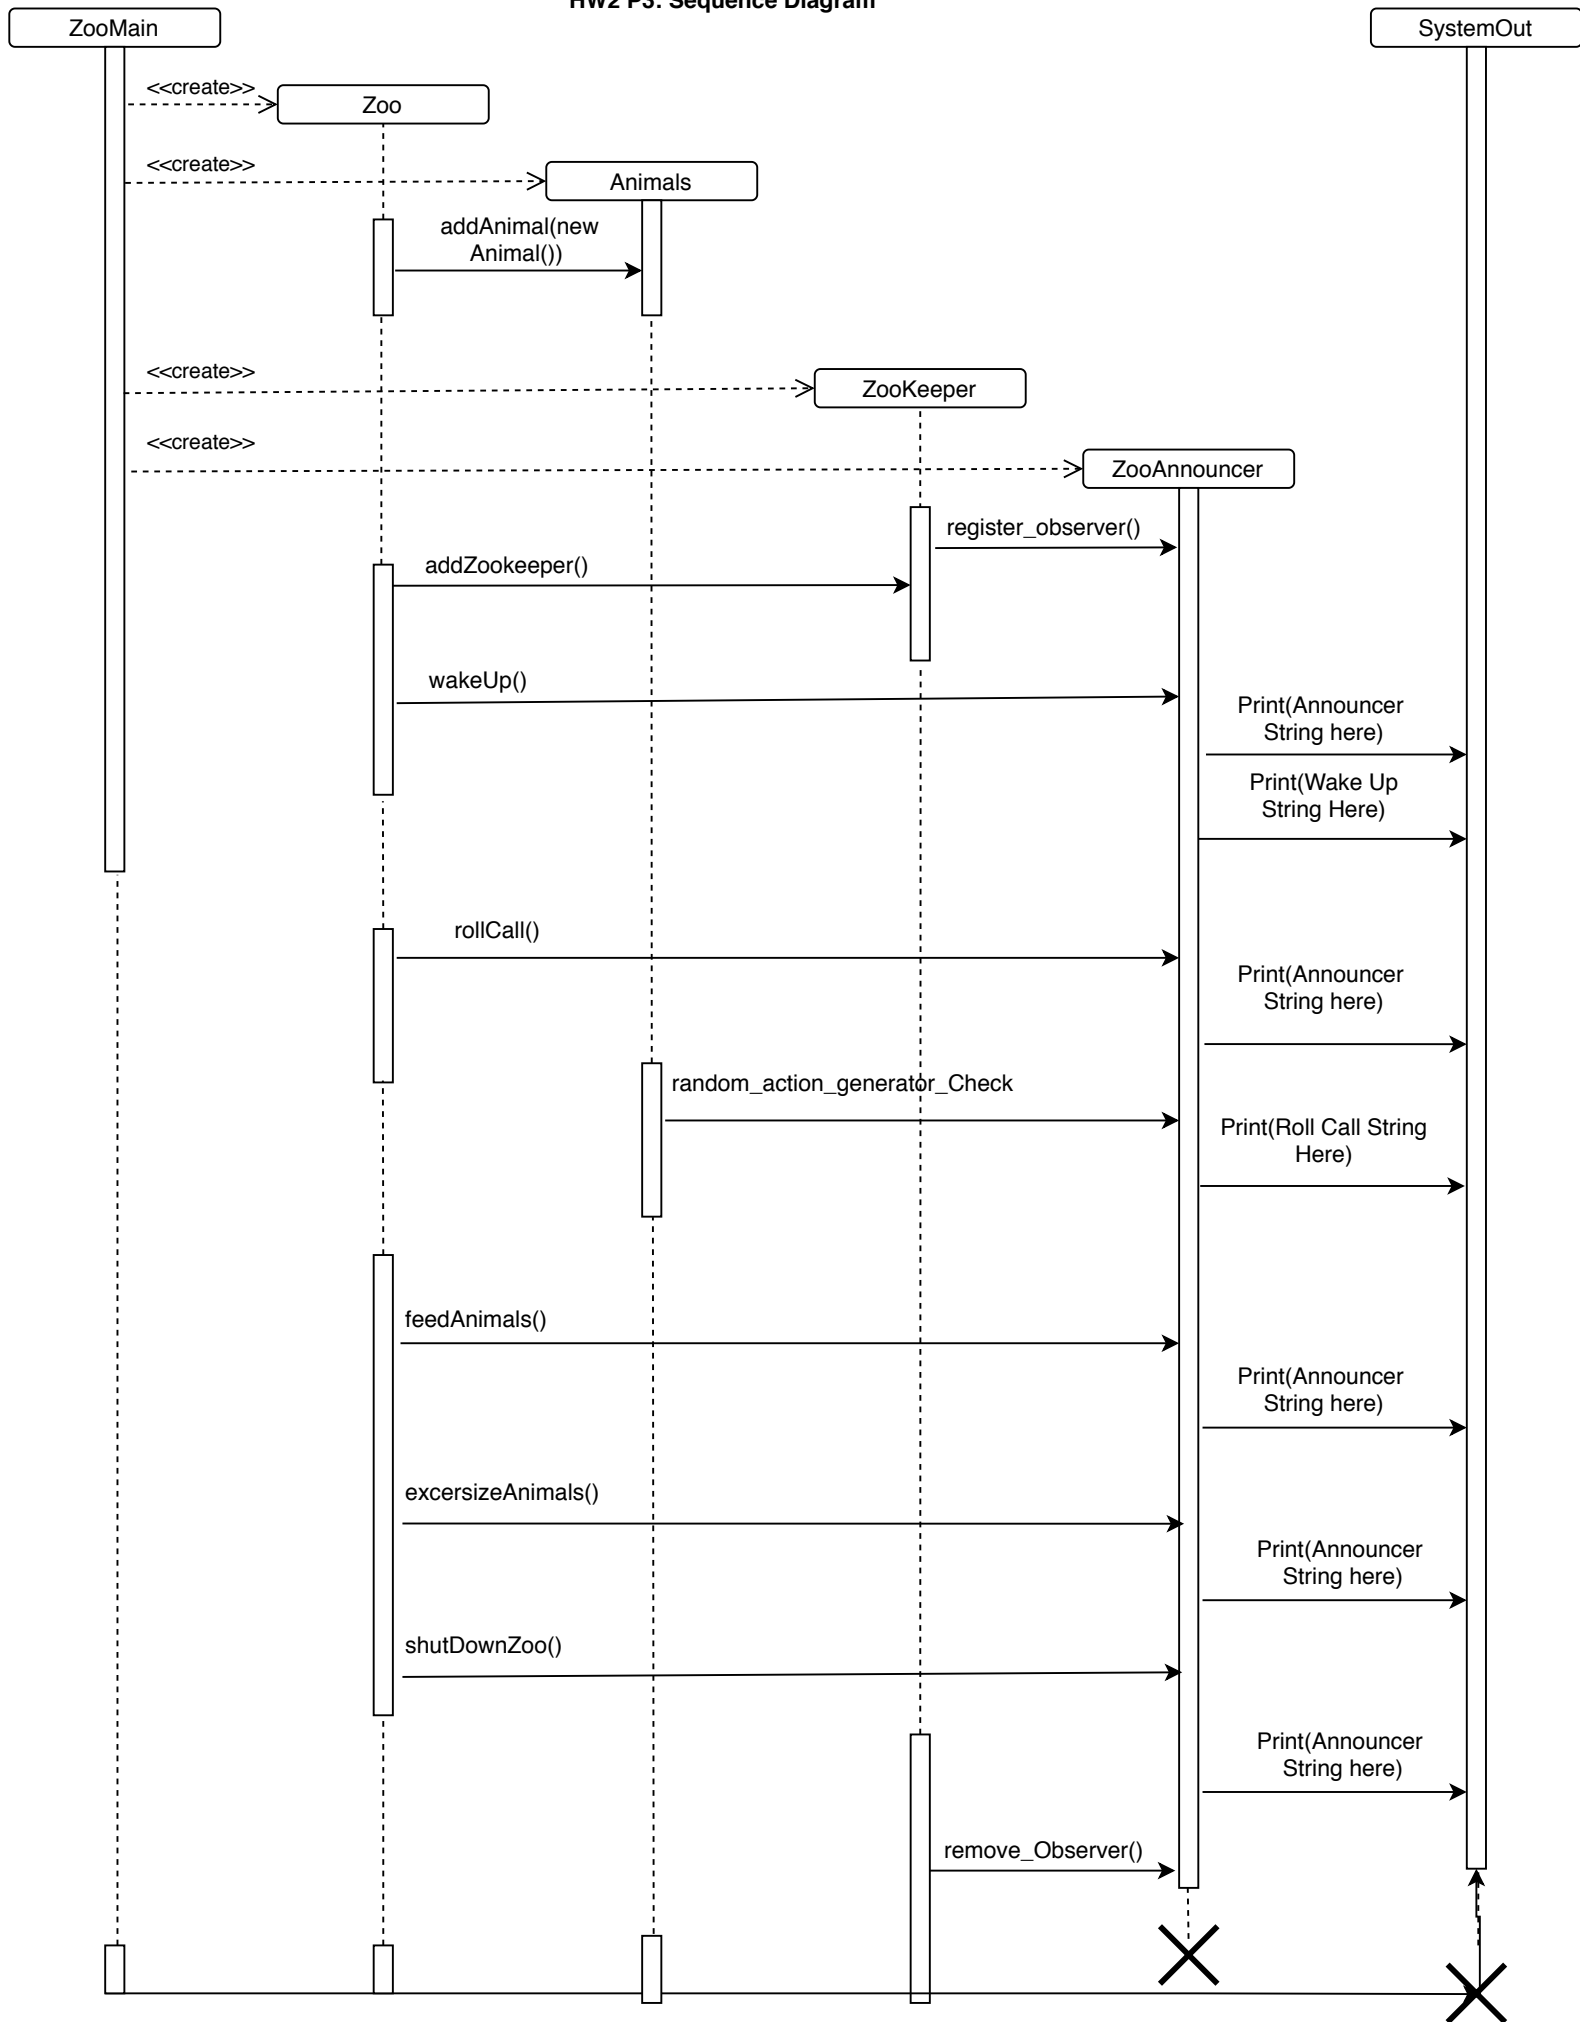 HW2 P3: Sequence Diagram
ZooMain
SystemOut
<<create>>
Zoo
<<create>>
Animals
addAnimal(new
Animal())
<<create>>
ZooKeeper
<<create>>
ZooAnnouncer
register_observer()
addZookeeper()
wakeUp()
Print(Announcer
String here)
Print(Wake Up
String Here)
rollCall()
Print(Announcer
String here)
random_action_generator_Check
Print(Roll Call String
Here)
feedAnimals()
Print(Announcer
String here)
excersizeAnimals()
Print(Announcer
String here)
shutDownZoo()
Print(Announcer
String here)
remove_Observer()